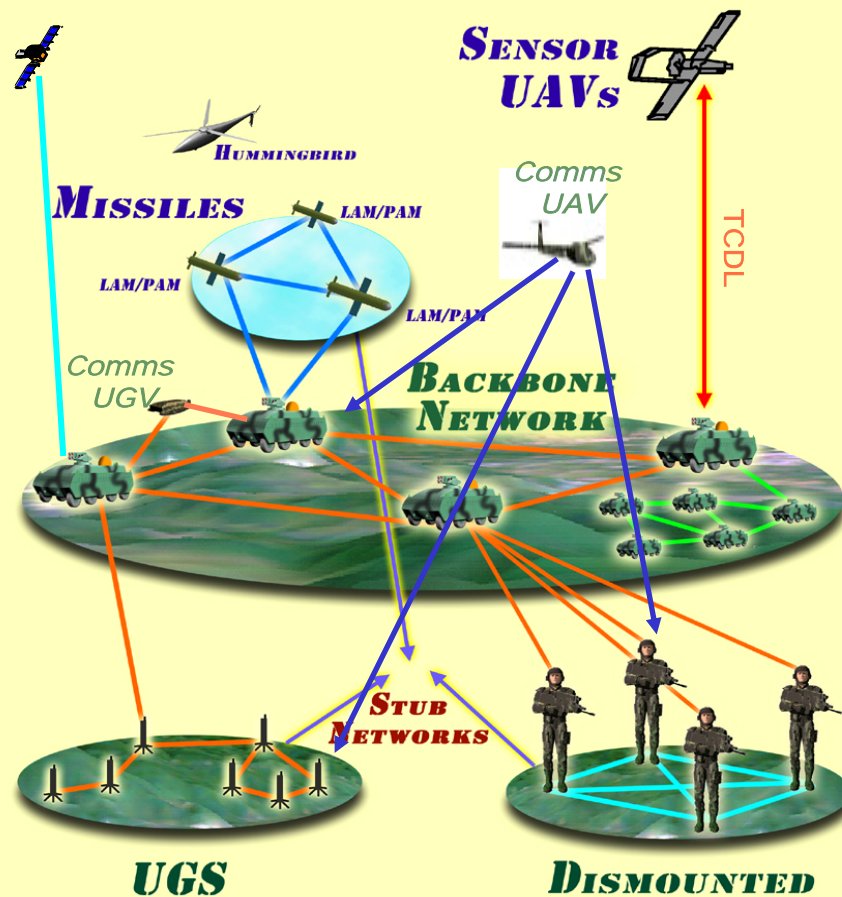 Sensor
UAVs
Hummingbird
Missiles
LAM/PAM
LAM/PAM
LAM/PAM
Comms
UAV
TCDL
Comms
UGV
Backbone
Network
Stub
Networks
UGS
Dismounted